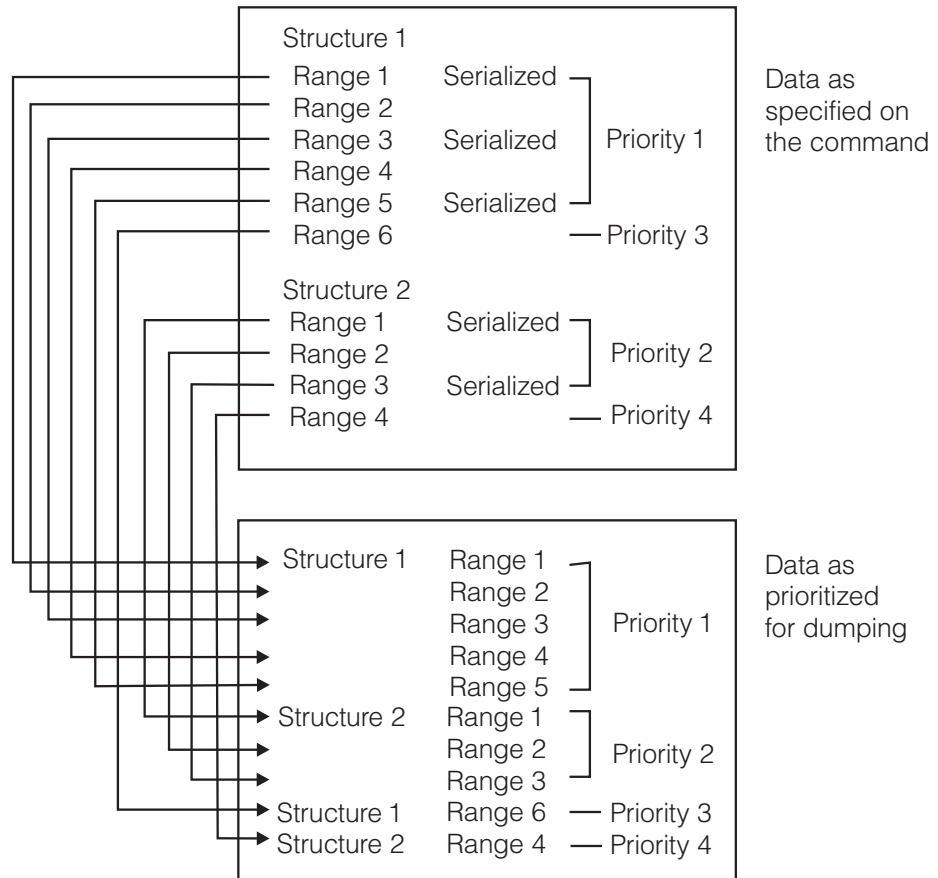 Structure 1
Range 1 Serialized
Range 2
Range 3 Serialized Priority 1
Range 4
Range 5 Serialized
Range 6 Priority 3
Structure 2
Range 1 Serialized
Range 2 Priority 2
Range 3 Serialized
Range 4 Priority 4
Data as
specified on
the command
Structure 1 Range 1
Range 2
Range 3 Priority 1
Range 4
Range 5
Structure 2 Range 1
Range 2 Priority 2
Range 3
Structure 1 Range 6 Priority 3
Structure 2 Range 4 Priority 4
Data as
prioritized
for dumping